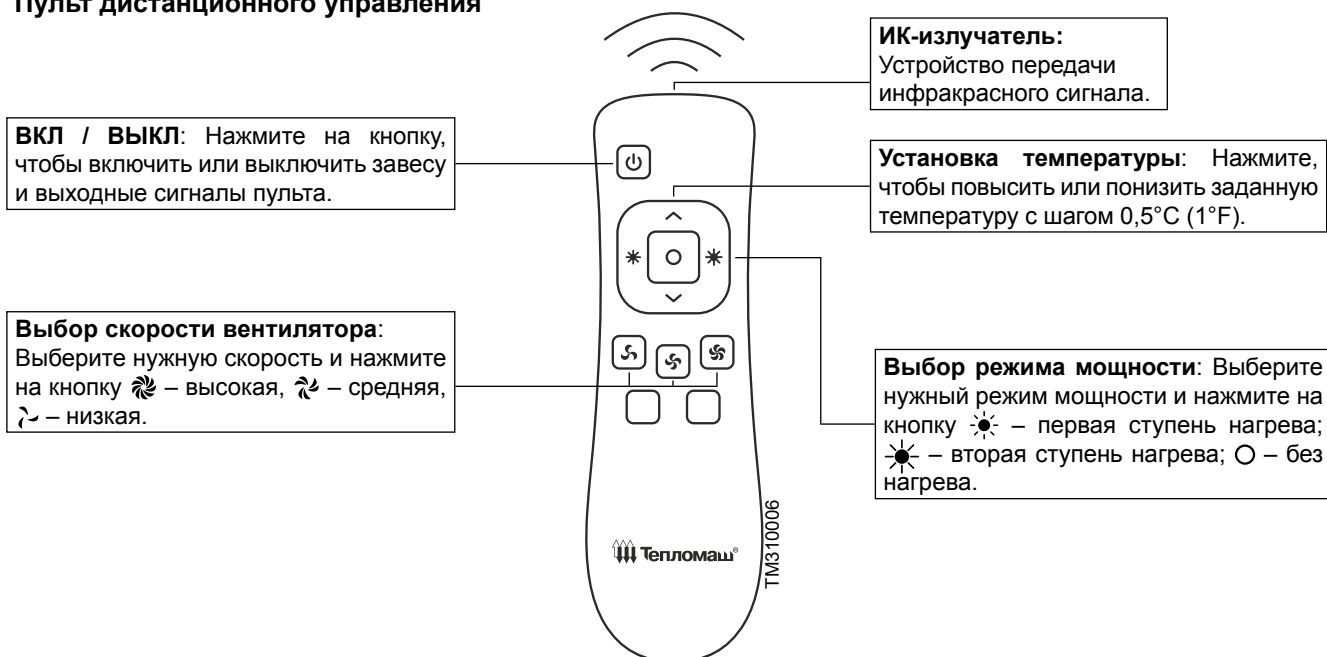 Пульт дистанционного управления
ИК-излучатель:
Устройство передачи
инфракрасного сигнала.
ВКЛ / ВЫКЛ: Нажмите на кнопку,
чтобы включить или выключить завесу
и выходные сигналы пульта.
Установка температуры: Нажмите,
чтобы повысить или понизить заданную
температуру с шагом 0,5°C (1°F).
Выбор скорости вентилятора:
Выберите нужную скорость и нажмите
на кнопку – высокая, – средняя,
– низкая.
Выбор режима мощности: Выберите
нужный режим мощности и нажмите на
кнопку – первая ступень нагрева;
– вторая ступень нагрева; – без
нагрева.
Тепломаш®
TM310006